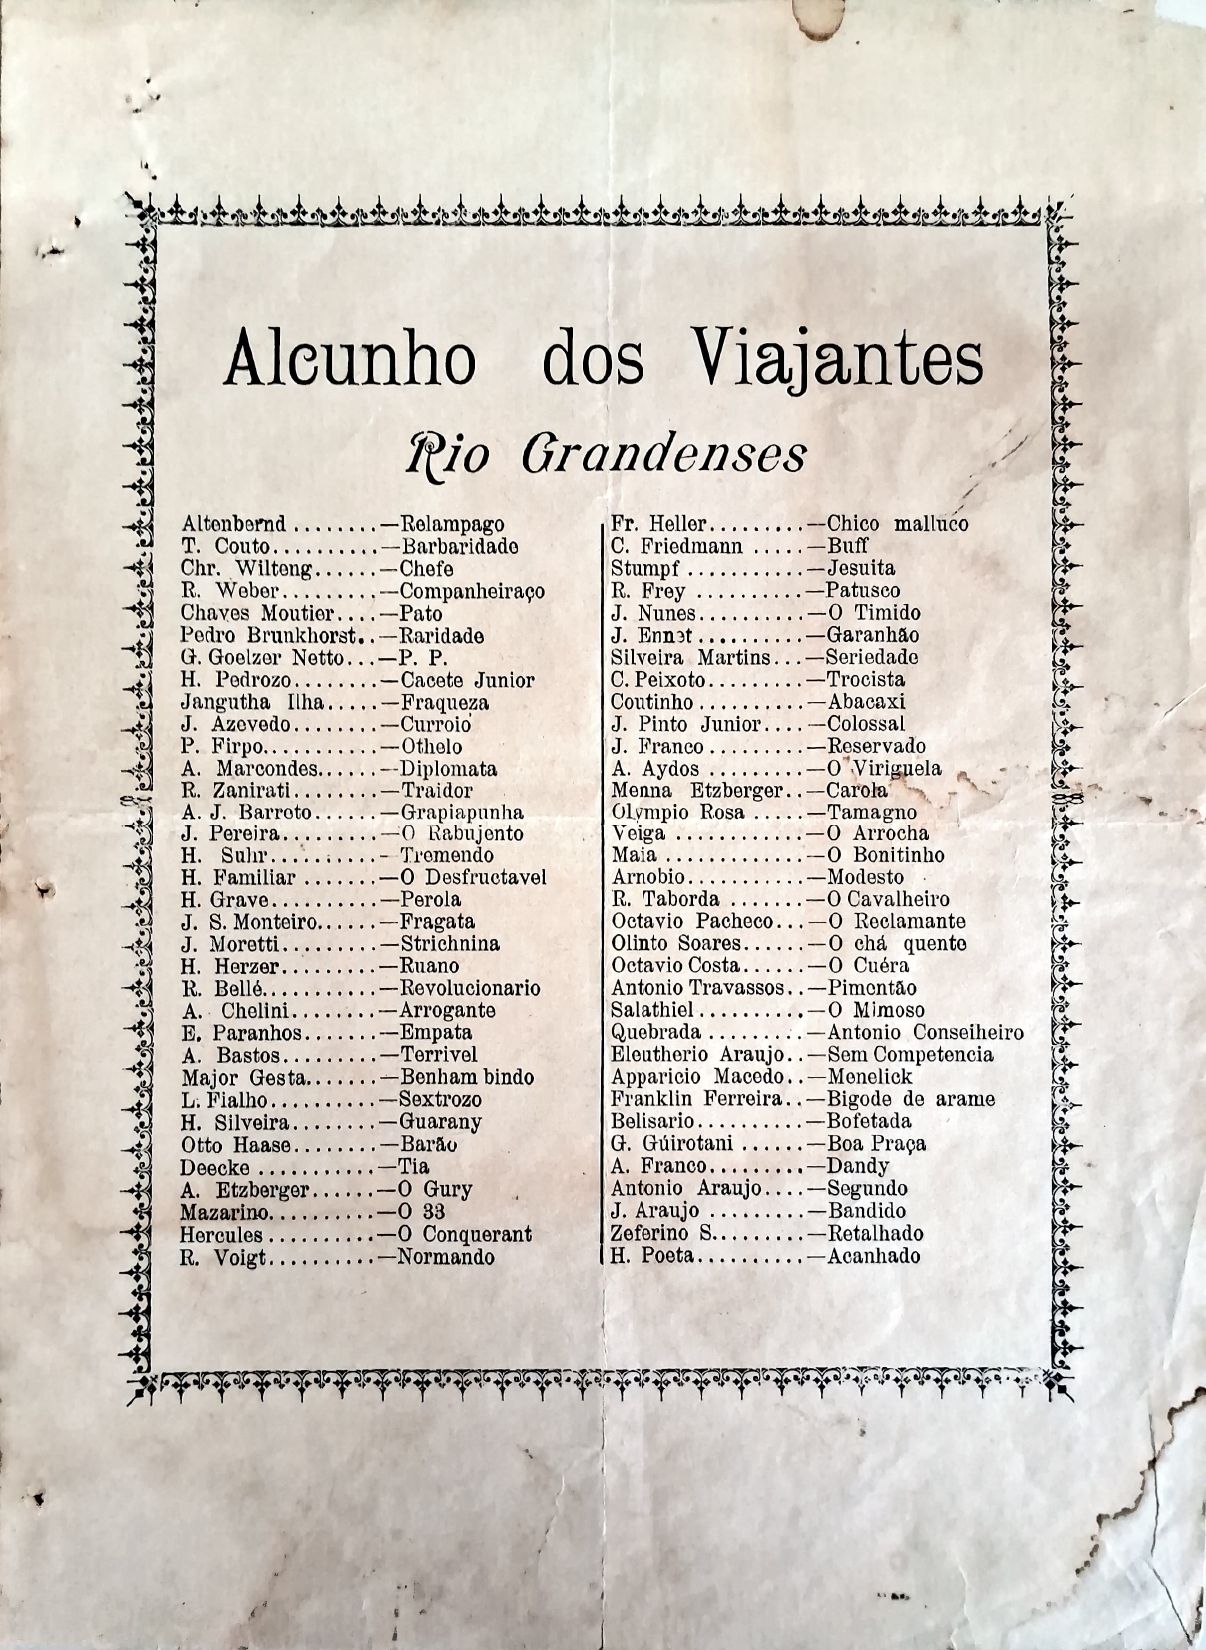 Alcunho dos Viajantes
Rio Grandenses
Altenbernd ........—Relampago
T. Couto..........—Barbaridade
Chr. Wilteng......—Chefe
R. Weber.........—Companheiraço
Chaves Moutier....—Pato
Pedro Brunkhorst..—Raridade
G. Goelzer Netto...—P. P.
H. Pedrozo........—Cacete Junior
Jangutha Ilha.....—Fraqueza
J. Azevedo........—Curroió
P. Firpo..........—Othelo
A. Marcondes......—Diplomata
R. Zanirati........—Traidor
A. J. Barreto......—Grapiapunha
J. Pereira.........—O Rabujento
H. Suhr..........—Tremendo
H. Familiar .......—O Desfructavel
H. Grave..........—Perola
J. S. Monteiro......—Fragata
J. Moretti.........—Strichnina
H. Herzer.........—Ruano
R. Bellé...........—Revolucionario
A. Chelini........—Arrogante
E. Paranhos.......—Empata
A. Bastos.........—Terrivel
Major Gesta.......—Benham bindo
L. Fialho..........—Sextrozo
H. Silveira........—Guarany
Otto Haase........—Barão
Deecke ...........—Tia
A. Etzberger......—O Gury
Mazarino..........—O 33
Hercules ..........—O Conquerant
R. Voigt..........—Normando
Fr. Heller.........—Chico malluco
C. Friedmann .....—Buff
Stumpf ...........—Jesuita
R. Frey ..........—Patusco
J. Nunes..........—O Timido
J. Ennet ..........—Garanhão
Silveira Martins...—Seriedade
C. Peixoto.........—Trocista
Coutinho ..........—Abacaxi
J. Pinto Junior....—Colossal
J. Franco .........—Reservado
A. Aydos .........—O Viriguela
Menna Etzberger..—Carola
Olympio Rosa .....—Tamagno
Veiga ............—O Arrocha
Maia .............—O Bonitinho
Arnobio...........—Modesto
R. Taborda .......—O Cavalheiro
Octavio Pacheco...—O Reclamante
Olinto Soares......—O chá quente
Octavio Costa......—O Cuéra
Antonio Travassos..—Pimentão
Salathiel ..........—O Mimoso
Quebrada .........—Antonio Conseiheiro
Eleutherio Araujo..—Sem Competencia
Apparicio Macedo..—Menelick
Franklin Ferreira..—Bigode de arame
Belisario..........—Bofetada
G. Gúirotani ......—Boa Praça
A. Franco.........—Dandy
Antonio Araujo....—Segundo
J. Araujo .........—Bandido
Zeferino S.........—Retalhado
H. Poeta..........—Acanhado